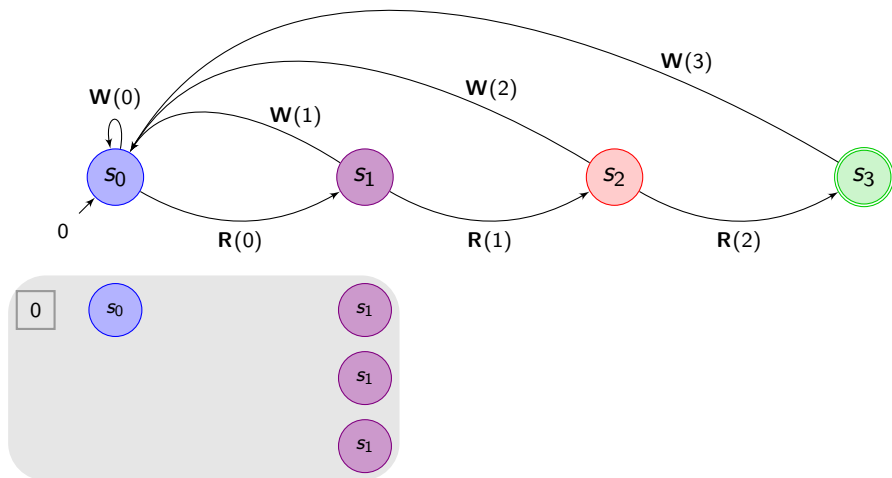 W(3)
W(2)
W(0)
W(1)
s₀ s₁ s₂ s₃
0
R(0) R(1) R(2)
0 s₀ s₁
s₁
s₁